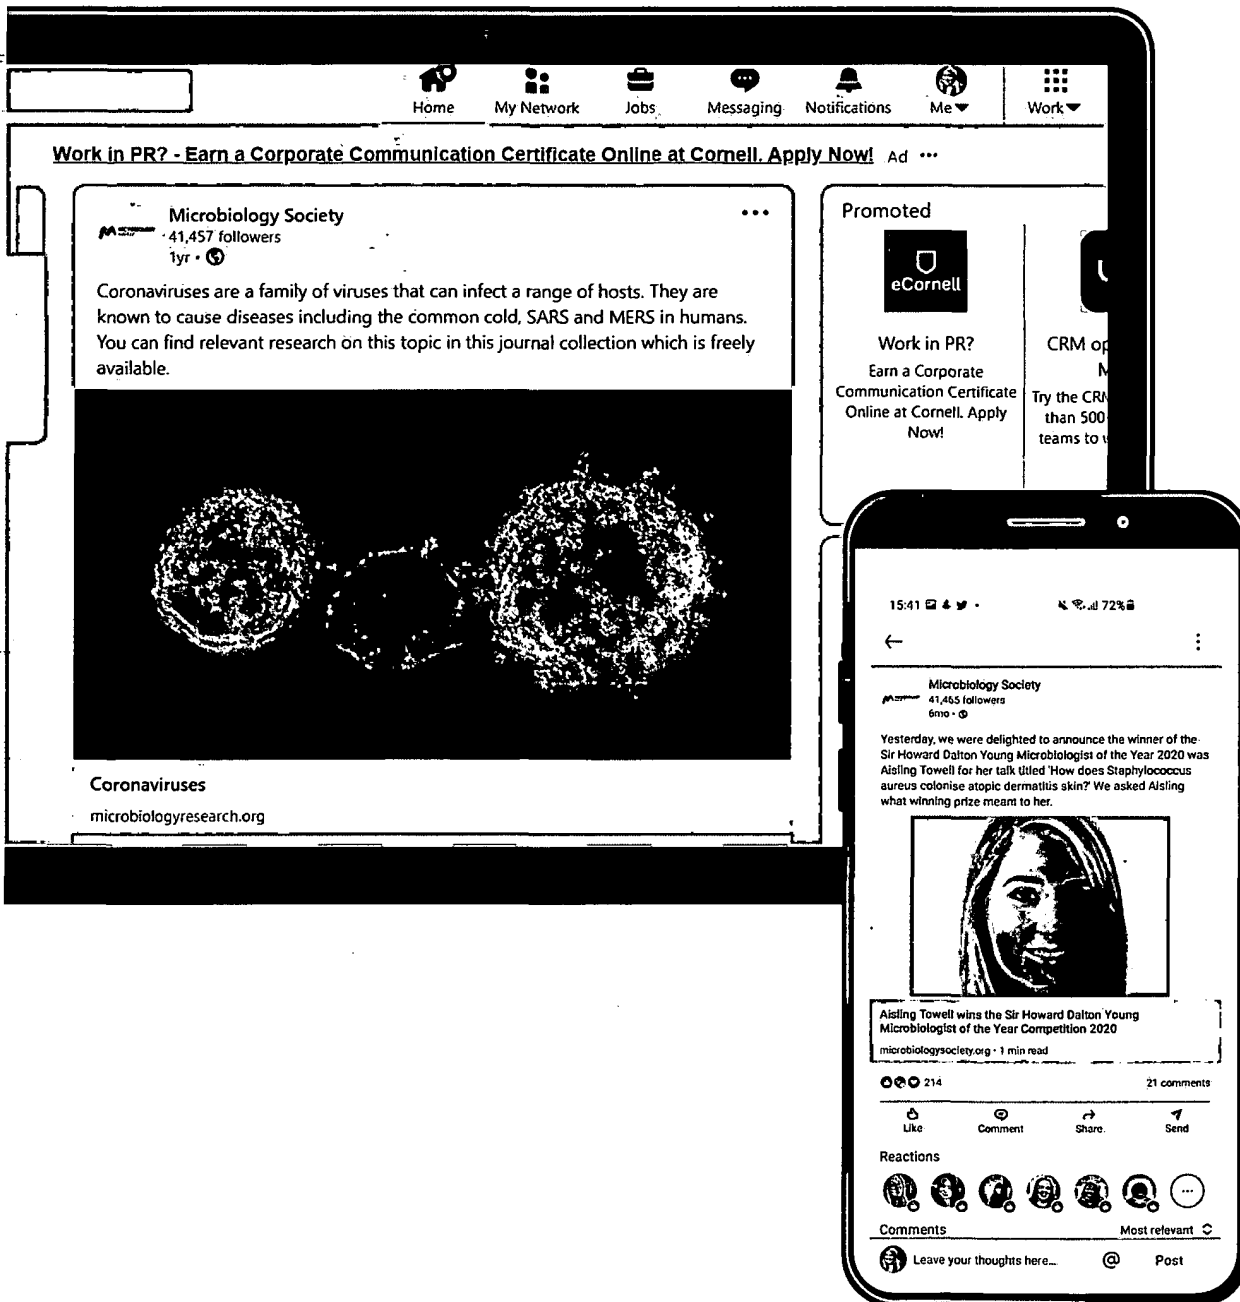 Home My Network Jobs Messaging Notifications Me Work
Work in PR? - Earn a Corporate Communication Certificate Online at Cornell. Apply Now! Ad •••
Microbiology Society
41,457 followers
1yr •
Coronaviruses are a family of viruses that can infect a range of hosts. They are
known to cause diseases including the common cold, SARS and MERS in humans.
You can find relevant research on this topic in this journal collection which is freely
available.
Coronaviruses
microbiologyresearch.org
Promoted
eCornell
Work in PR?
Earn a Corporate
Communication Certificate
Online at Cornell. Apply
Now!
CRM op
M
Try the CRM
than 500
teams to
15:41 72%
Microbiology Society
41,465 followers
6mo •
Yesterday, we were delighted to announce the winner of the
Sir Howard Dalton Young Microbiologist of the Year 2020 was
Aisling Towell for her talk titled 'How does Staphylococcus
aureus colonise atopic dermatitis skin?' We asked Aisling
what winning prize meant to her.
Aisling Towell wins the Sir Howard Dalton Young
Microbiologist of the Year Competition 2020
microbiologysociety.org • 1 min read
214 21 comments
Like Comment Share Send
Reactions
Comments Most relevant
Leave your thoughts here... @ Post